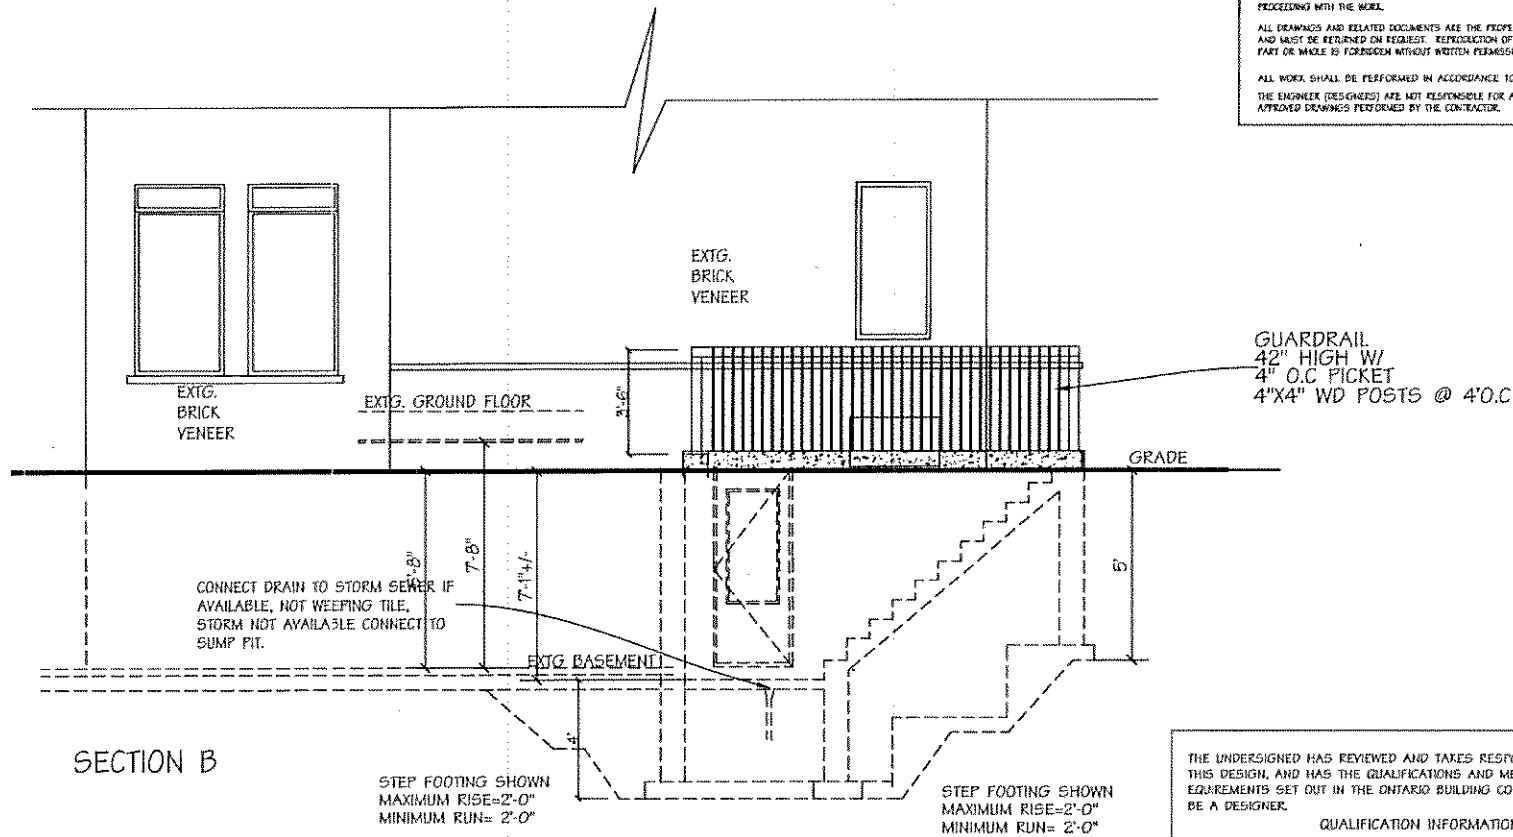 PROCEEDING WITH THE WORK.
ALL DRAWINGS AND RELATED DOCUMENTS ARE THE
AND MUST BE RETURNED ON REQUEST. REPRODUCTION OF
PART OR WHOLE IS FORBIDDEN WITHOUT WRITTEN
ALL WORK SHALL BE PERFORMED IN ACCORDANCE TO
THE ENGINEER (DESIGNERS) ARE NOT RESPONSIBLE FOR A
APPROVED DRAWINGS PERFORMED BY THE CONTRACTOR.
EXTG.
BRICK
VENEER
EXTG.
BRICK
VENEER
GUARDRAIL
42" HIGH W/
4" O.C PICKET
4"X4" WD POSTS @ 4'O.C
EXTG. GROUND FLOOR
3'-6"
GRADE
7'-8"
7'-1"+/-
5'
CONNECT DRAIN TO STORM SEWER IF
AVAILABLE, NOT WEEPING TILE,
STORM NOT AVAILABLE CONNECT TO
SUMP PIT.
EXTG BASEMENT
4'
SECTION B
STEP FOOTING SHOWN
MAXIMUM RISE=2'-0"
MINIMUM RUN= 2'-0"
STEP FOOTING SHOWN
MAXIMUM RISE=2'-0"
MINIMUM RUN= 2'-0"
THE UNDERSIGNED HAS REVIEWED AND TAKES RESPO
THIS DESIGN, AND HAS THE QUALIFICATIONS AND ME
EQUIREMENTS SET OUT IN THE ONTARIO BUILDING CO
BE A DESIGNER.
QUALIFICATION INFORMATION